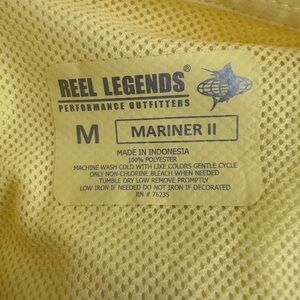 REEL LEGENDS®
PERFORMANCE OUTFITTERS
M MARINER II
MADE IN INDONESIA
100% POLYESTER
MACHINE WASH COLD WITH LIKE COLORS GENTLE CYCLE
ONLY NON-CHLORINE BLEACH WHEN NEEDED
TUMBLE DRY LOW REMOVE PROMPTLY
LOW IRON IF NEEDED DO NOT IRON IF DECORATED
RN # 76235